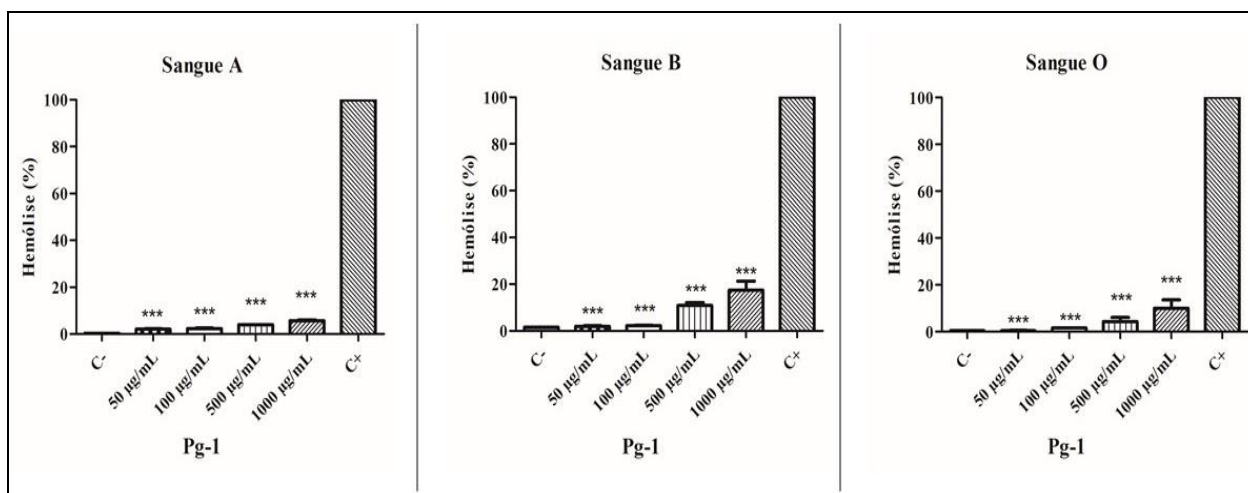 Sangue A
Hemólise (%)
100
80
60
40
20
0
***
***
***
***
C-
50 µg/mL
100 µg/mL
500 µg/mL
1000 µg/mL
C+
Pg-1
Sangue B
Hemólise (%)
100
80
60
40
20
0
***
***
***
***
C-
50 µg/mL
100 µg/mL
500 µg/mL
1000 µg/mL
C+
Pg-1
Sangue O
Hemólise (%)
100
80
60
40
20
0
***
***
***
***
C-
50 µg/mL
100 µg/mL
500 µg/mL
1000 µg/mL
C+
Pg-1